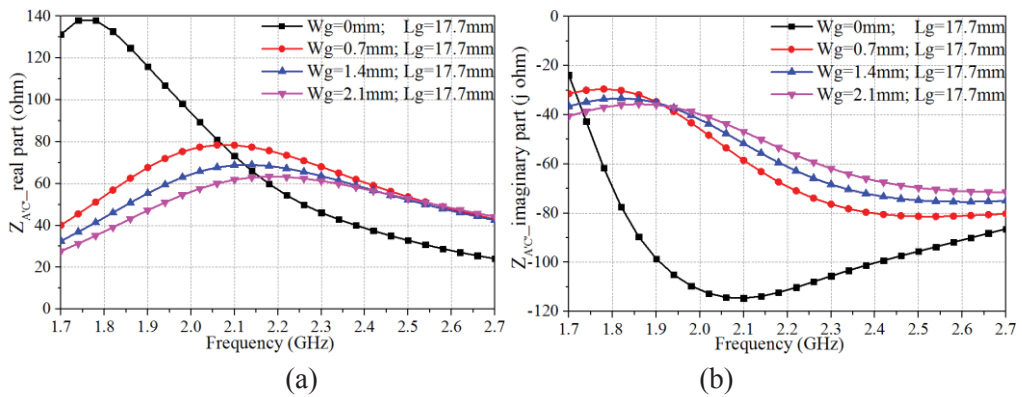 140
120
100
80
60
40
20
0
Z_A'C'_real part (ohm)
Wg=0mm; Lg=17.7mm
Wg=0.7mm; Lg=17.7mm
Wg=1.4mm; Lg=17.7mm
Wg=2.1mm; Lg=17.7mm
1.7 1.8 1.9 2.0 2.1 2.2 2.3 2.4 2.5 2.6 2.7
Frequency (GHz)
(a)
0
-20
-40
-60
-80
-100
-120
Z_A'C'_imaginary part (j ohm)
Wg=0mm; Lg=17.7mm
Wg=0.7mm; Lg=17.7mm
Wg=1.4mm; Lg=17.7mm
Wg=2.1mm; Lg=17.7mm
1.7 1.8 1.9 2.0 2.1 2.2 2.3 2.4 2.5 2.6 2.7
Frequency (GHz)
(b)